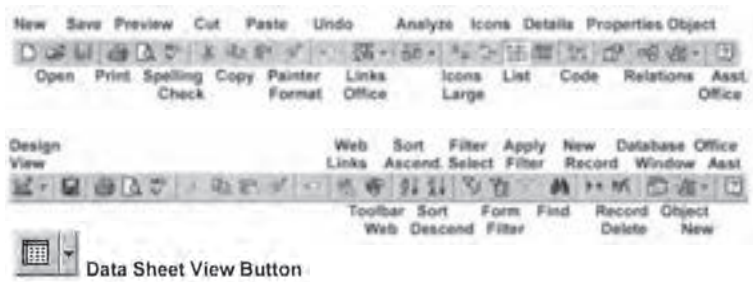 New Save Preview Cut Paste Undo Analyze Icons Details Properties Object
Open Print Spelling Copy Painter Links Icons List Code Relations Asst.
Check Format Office Large Office
Design Web Sort Filter Apply New Database Office
View Links Ascend. Select Filter Record Window Asst
Toolbar Sort Form Find Record Object
Web Descend Filter Delete New
Data Sheet View Button